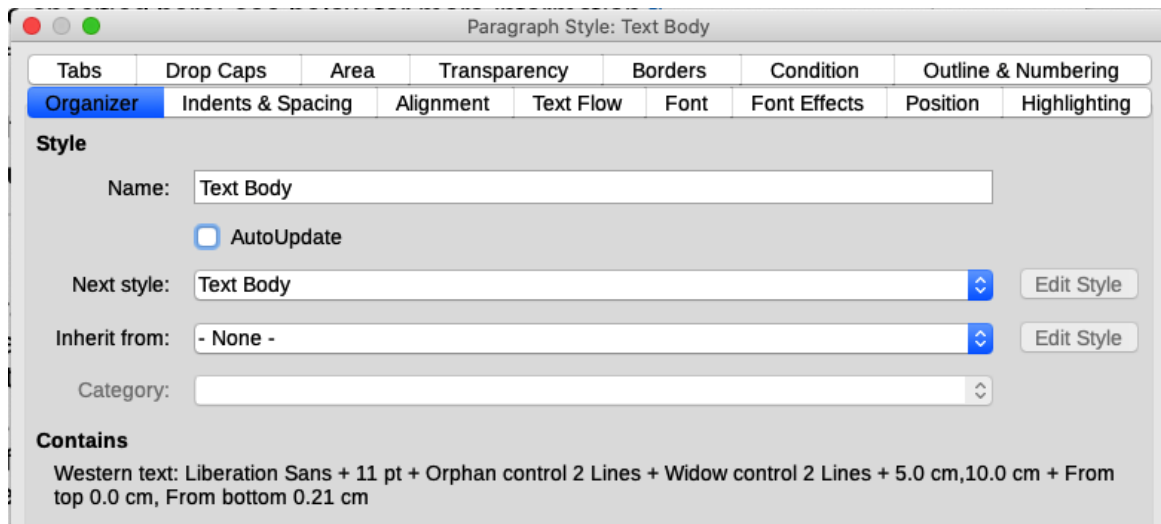 Paragraph Style: Text Body
Tabs Drop Caps Area Transparency Borders Condition Outline & Numbering
Organizer Indents & Spacing Alignment Text Flow Font Font Effects Position Highlighting
Style
Name: Text Body
AutoUpdate
Next style: Text Body Edit Style
Inherit from: - None - Edit Style
Category:
Contains
Western text: Liberation Sans + 11 pt + Orphan control 2 Lines + Widow control 2 Lines + 5.0 cm,10.0 cm + From
top 0.0 cm, From bottom 0.21 cm